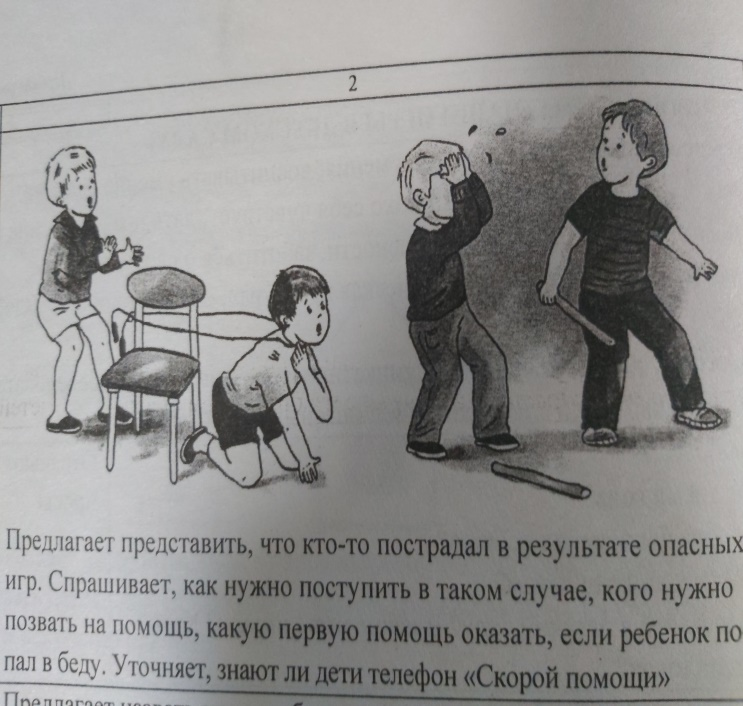 2
Предлагает представить, что кто-то пострадал в результате опасных
игр. Спрашивает, как нужно поступить в таком случае, кого нужно
позвать на помощь, какую первую помощь оказать, если ребенок по-
пал в беду. Уточняет, знают ли дети телефон «Скорой помощи»
Предлагает